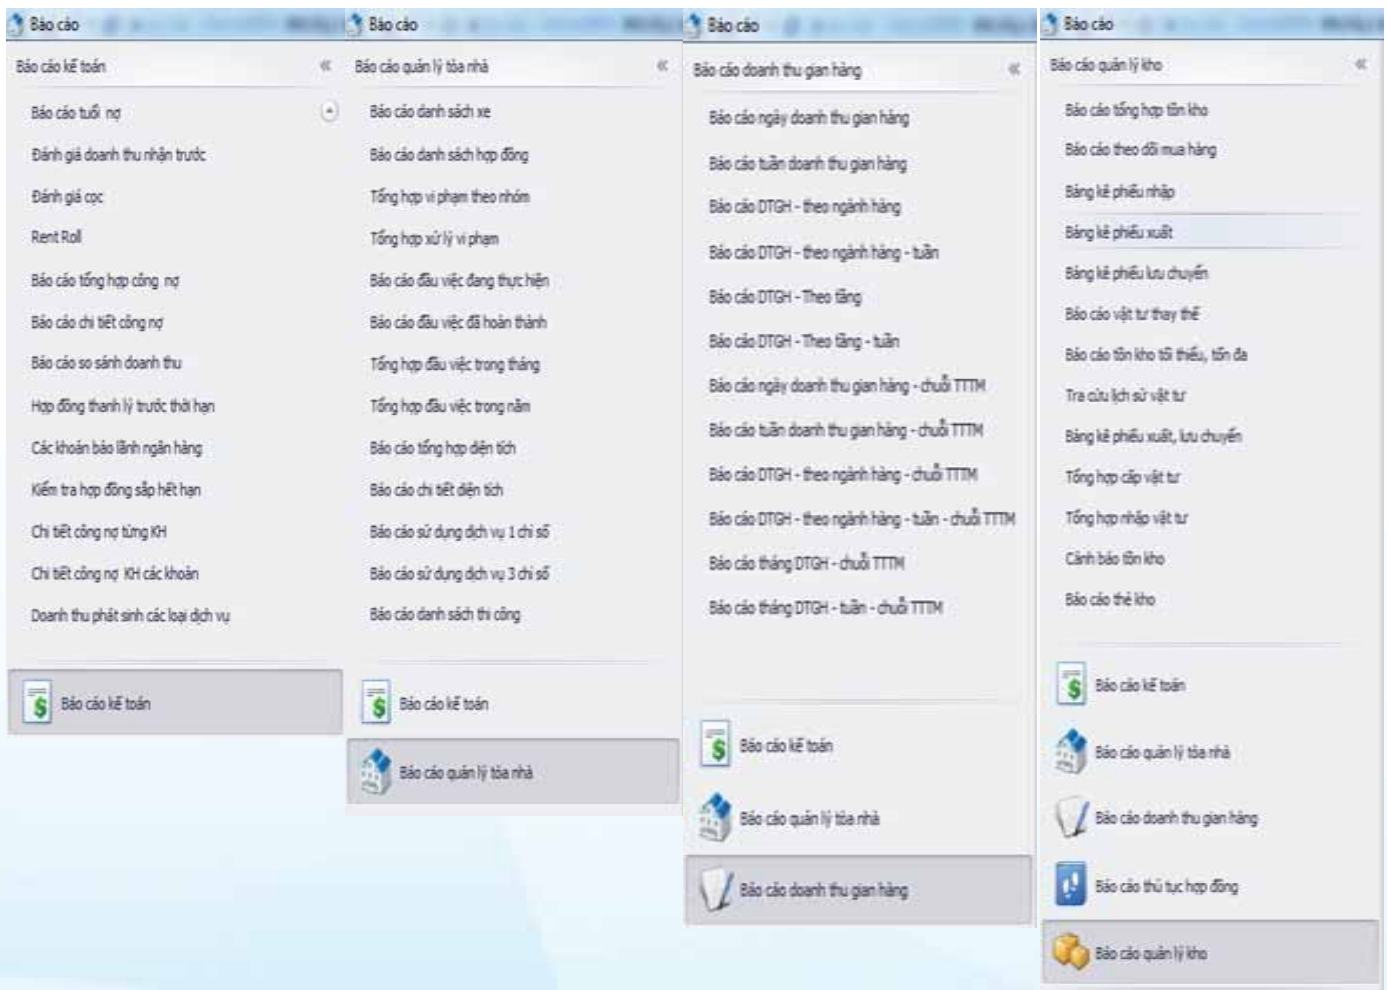 Báo cáo
Báo cáo kế toán
Báo cáo tuổi nợ
Đánh giá doanh thu nhận trước
Đánh giá cọc
Rent Roll
Báo cáo tổng hợp công nợ
Báo cáo chi tiết công nợ
Báo cáo so sánh doanh thu
Hợp đồng thanh lý trước thời hạn
Các khoản bảo lãnh ngân hàng
Kiểm tra hợp đồng sắp hết hạn
Chi tiết công nợ từng KH
Chi tiết công nợ KH các khoản
Doanh thu phát sinh các loại dịch vụ
Báo cáo kế toán
Báo cáo
Báo cáo quản lý tòa nhà
Báo cáo danh sách xe
Báo cáo danh sách hợp đồng
Tổng hợp vi phạm theo nhóm
Tổng hợp xử lý vi phạm
Báo cáo đầu việc đang thực hiện
Báo cáo đầu việc đã hoàn thành
Tổng hợp đầu việc trong tháng
Tổng hợp đầu việc trong năm
Báo cáo tổng hợp diện tích
Báo cáo chi tiết diện tích
Báo cáo sử dụng dịch vụ 1 chỉ số
Báo cáo sử dụng dịch vụ 3 chỉ số
Báo cáo danh sách thi công
Báo cáo kế toán
Báo cáo quản lý tòa nhà
Báo cáo
Báo cáo doanh thu gian hàng
Báo cáo ngày doanh thu gian hàng
Báo cáo tuần doanh thu gian hàng
Báo cáo DTGH - theo ngành hàng
Báo cáo DTGH - theo ngành hàng - tuần
Báo cáo DTGH - Theo tầng
Báo cáo DTGH - Theo tầng - tuần
Báo cáo ngày doanh thu gian hàng - chuỗi TTTM
Báo cáo tuần doanh thu gian hàng - chuỗi TTTM
Báo cáo DTGH - theo ngành hàng - chuỗi TTTM
Báo cáo DTGH - theo ngành hàng - tuần - chuỗi TTTM
Báo cáo tháng DTGH - chuỗi TTTM
Báo cáo tháng DTGH - tuần - chuỗi TTTM
Báo cáo kế toán
Báo cáo quản lý tòa nhà
Báo cáo doanh thu gian hàng
Báo cáo
Báo cáo quản lý kho
Báo cáo tổng hợp tồn kho
Báo cáo theo dõi mua hàng
Bảng kê phiếu nhập
Bảng kê phiếu xuất
Bảng kê phiếu lưu chuyển
Báo cáo vật tư thay thế
Báo cáo tồn kho tối thiểu, tốn đa
Tra cứu lịch sử vật tư
Bảng kê phiếu xuất, lưu chuyển
Tổng hợp cấp vật tư
Tổng hợp nhập vật tư
Cảnh báo tồn kho
Báo cáo thẻ kho
Báo cáo kế toán
Báo cáo quản lý tòa nhà
Báo cáo doanh thu gian hàng
Báo cáo thủ tục hợp đồng
Báo cáo quản lý kho